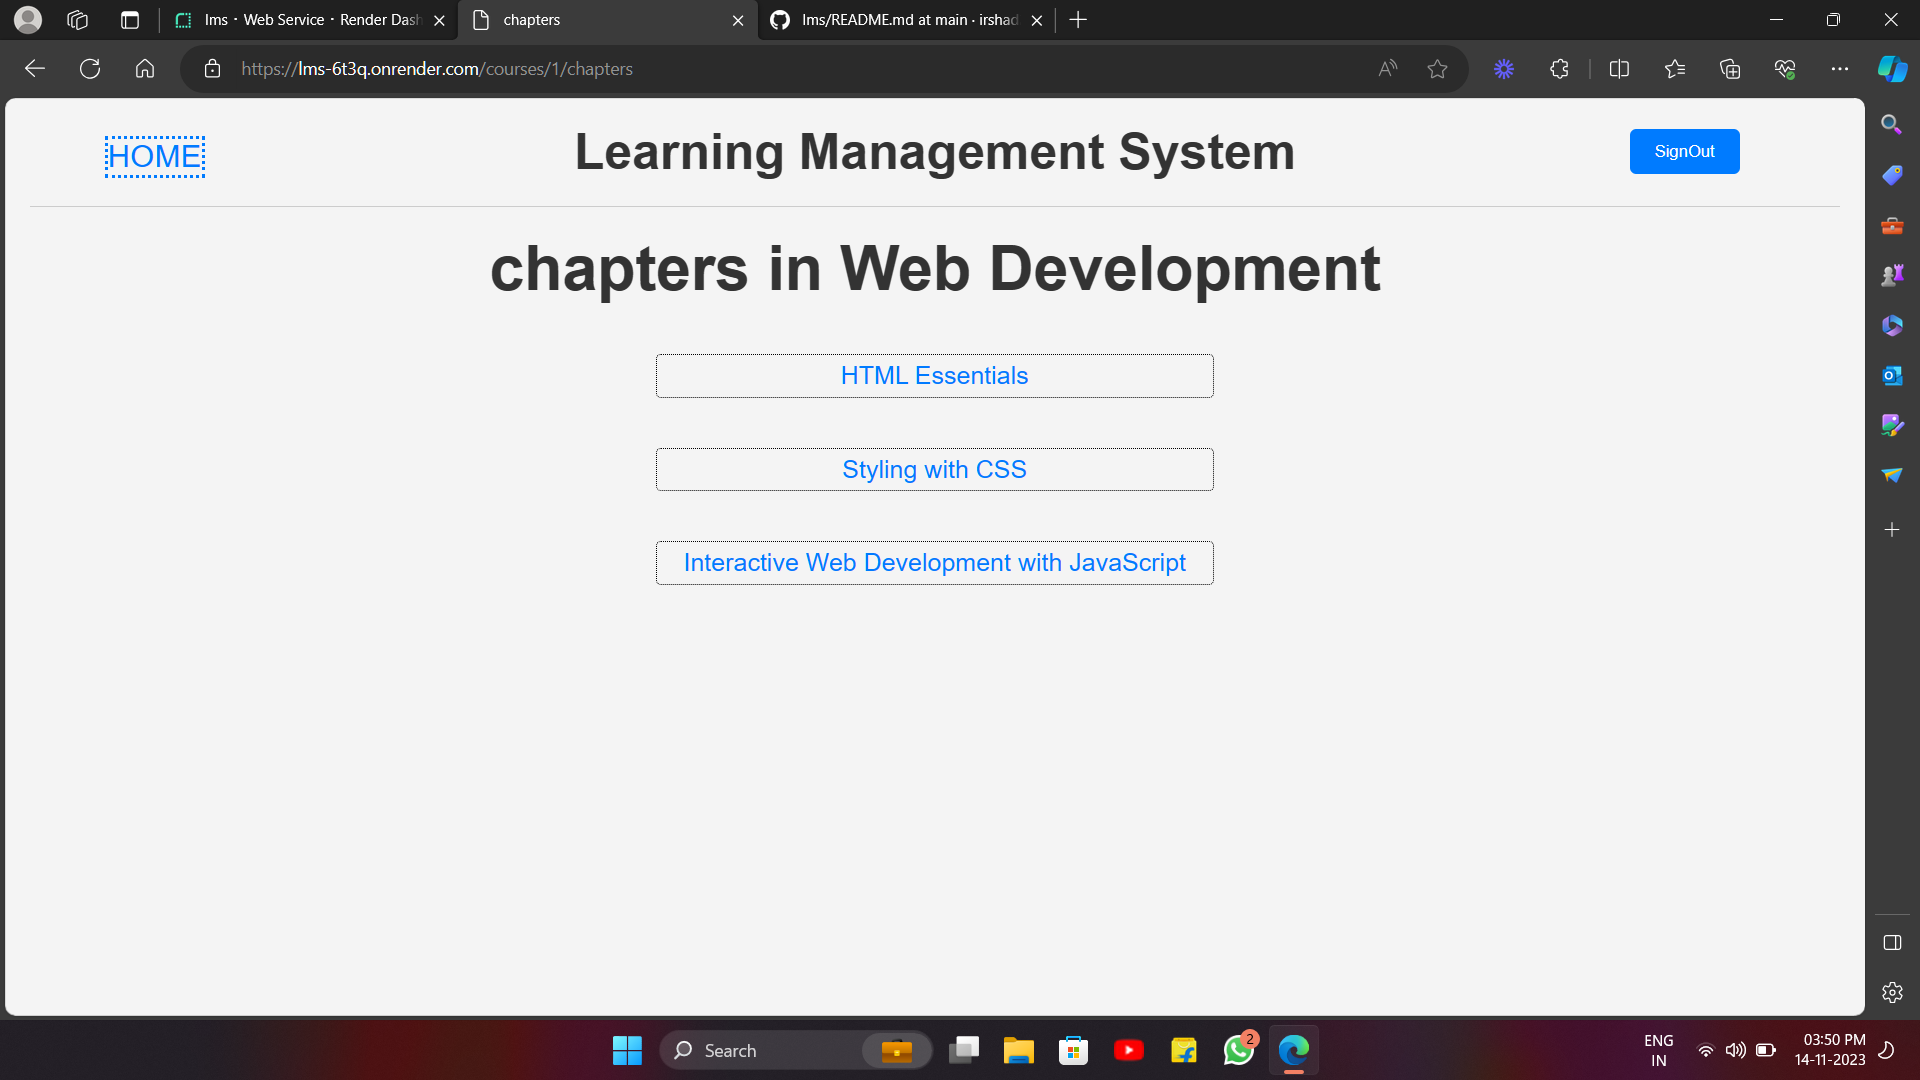 lms · Web Service · Render Dash
chapters
lms/README.md at main · irshad
https://lms-6t3q.onrender.com/courses/1/chapters
HOME
Learning Management System
SignOut
chapters in Web Development
HTML Essentials
Styling with CSS
Interactive Web Development with JavaScript
Search
2
ENG
IN
03:50 PM
14-11-2023